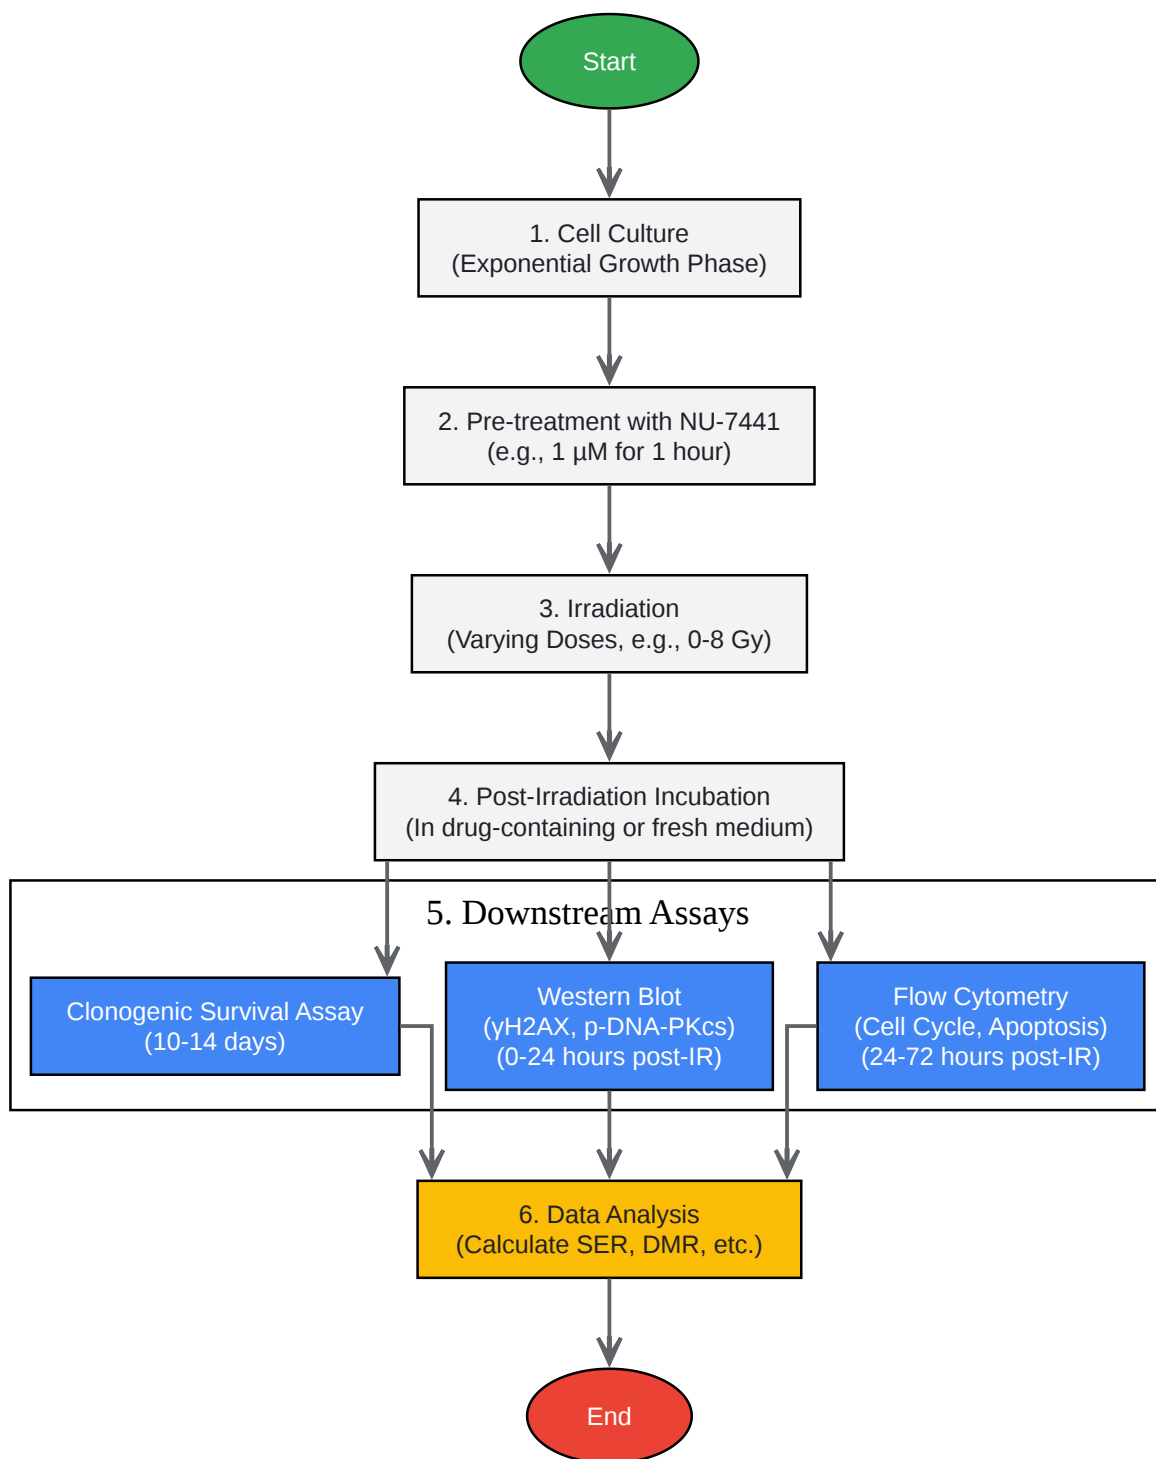 Start
1. Cell Culture
(Exponential Growth Phase)
2. Pre-treatment with NU-7441
(e.g., 1 µM for 1 hour)
3. Irradiation
(Varying Doses, e.g., 0-8 Gy)
4. Post-Irradiation Incubation
(In drug-containing or fresh medium)
5. Downstream Assays
Clonogenic Survival Assay
(10-14 days)
Western Blot
(γH2AX, p-DNA-PKcs)
(0-24 hours post-IR)
Flow Cytometry
(Cell Cycle, Apoptosis)
(24-72 hours post-IR)
6. Data Analysis
(Calculate SER, DMR, etc.)
End